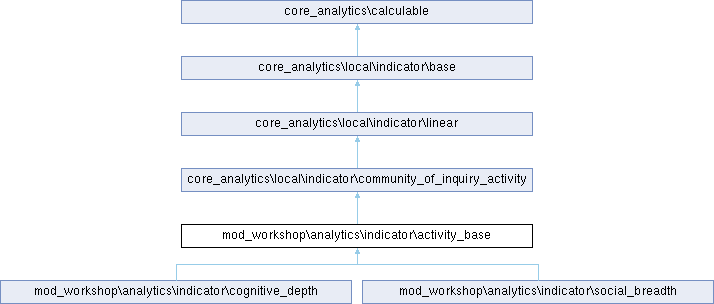 core_analytics\calculable
core_analytics\local\indicator\base
core_analytics\local\indicator\linear
core_analytics\local\indicator\community_of_inquiry_activity
mod_workshop\analytics\indicator\activity_base
mod_workshop\analytics\indicator\cognitive_depth
mod_workshop\analytics\indicator\social_breadth